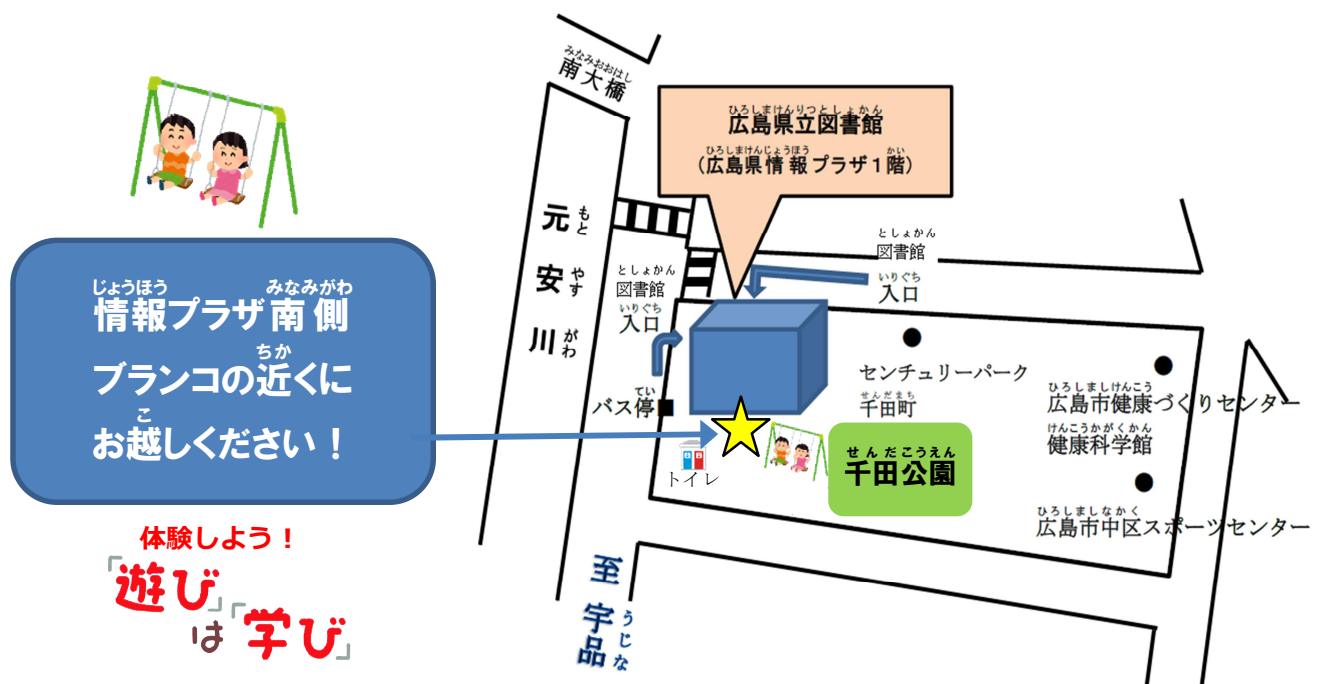 みなみおおはし
南大橋
ひろしまけんりつとしょかん
広島県立図書館
ひろしまけんじょうほう かい
(広島県情報プラザ1階)
もとやすがわ
元安川
としょかん
図書館
いりぐち
入口
としょかん
図書館
いりぐち
入口
じょうほう みなみがわ
情報プラザ南側
ちか
ブランコの近くに
こ
お越しください！
てい
バス停
センチュリーパーク
せんだまち
千田町
ひろしましけんこう
広島市健康づくりセンター
けんこうかがくかん
健康科学館
せんだこうえん
千田公園
トイレ
ひろしましなかく
広島市中区スポーツセンター
体験しよう！
「遊び」
は「学び」
うじな
至宇品